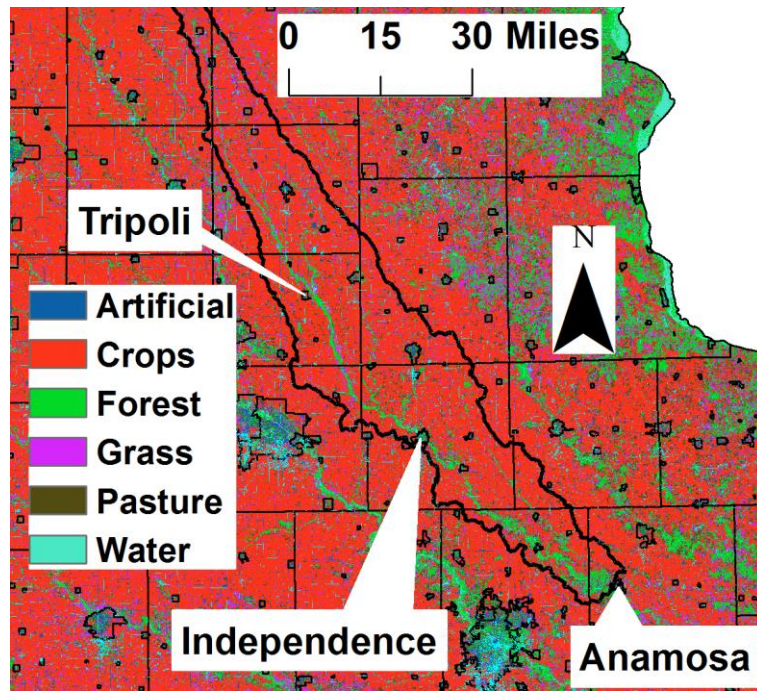 0 15 30 Miles
Tripoli
N
Artificial
Crops
Forest
Grass
Pasture
Water
Independence
Anamosa